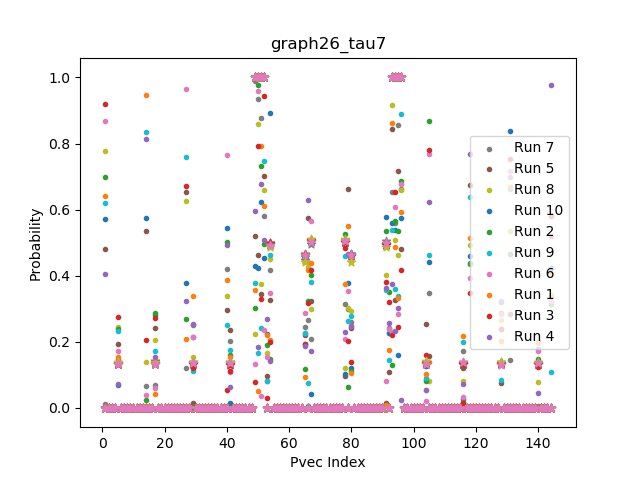 graph26_tau7
1.0
0.8
0.6
0.4
0.2
0.0
Probability
0 20 40 60 80 100 120 140
Pvec Index
Run 7
Run 5
Run 8
Run 10
Run 2
Run 9
Run 6
Run 1
Run 3
Run 4